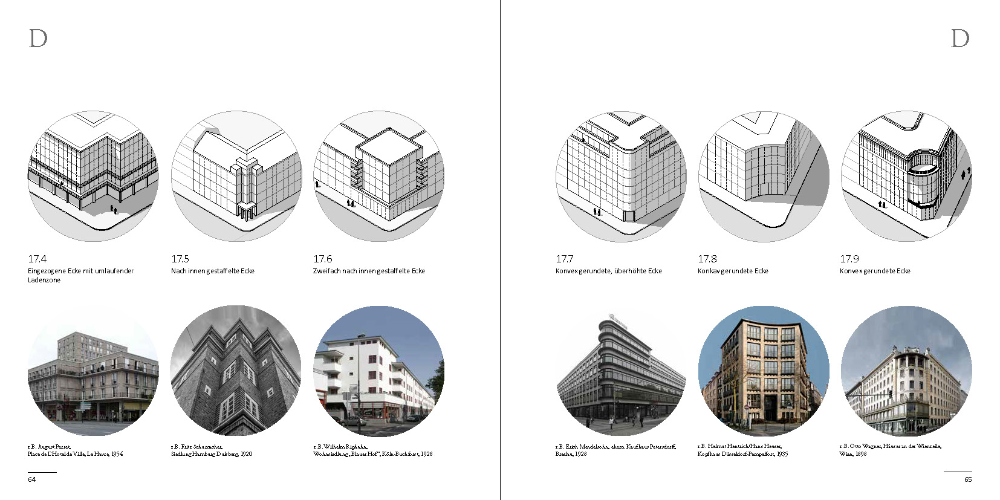 D
D
17.4
Eingezogene Ecke mit umlaufender
Ladenzone
17.5
Nach innen gestaffelte Ecke
17.6
Zweifach nach innen gestaffelte Ecke
17.7
Konvex gerundete, überhöhte Ecke
17.8
Konkav gerundete Ecke
17.9
Konvex gerundete Ecke
z.B. August Perret,
Place de L'Hotel de Ville, Le Havre, 1954
z.B. Fritz Schumacher,
Siedlung Hamburg Dulsberg, 1920
z.B. Wilhelm Riphahn,
Wohnsiedlung „Blauer Hof“, Köln-Buchforst, 1928
z.B. Erich Mendelsohn, ehem. Kaufhaus Petersdorff,
Breslau, 1928
z.B. Helmut Hentrich/Hans Heuser,
Kopfhaus Düsseldorf-Pempelfort, 1935
z.B. Otto Wagner, Häuser an der Wienzeile,
Wien, 1898
64
65